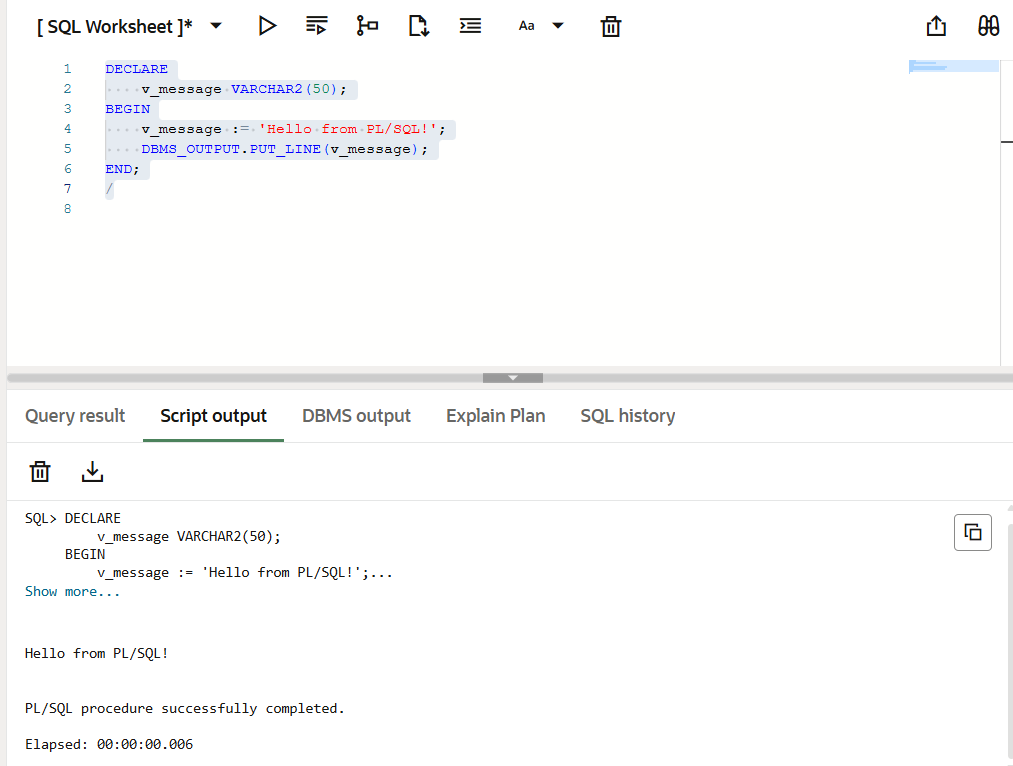 [ SQL Worksheet ]* Aa
1 DECLARE
2 v_message VARCHAR2(50);
3 BEGIN
4 v_message := 'Hello from PL/SQL!';
5 DBMS_OUTPUT.PUT_LINE(v_message);
6 END;
7 /
8
Query result Script output DBMS output Explain Plan SQL history
SQL> DECLARE
v_message VARCHAR2(50);
BEGIN
v_message := 'Hello from PL/SQL!';...
Show more...
Hello from PL/SQL!
PL/SQL procedure successfully completed.
Elapsed: 00:00:00.006